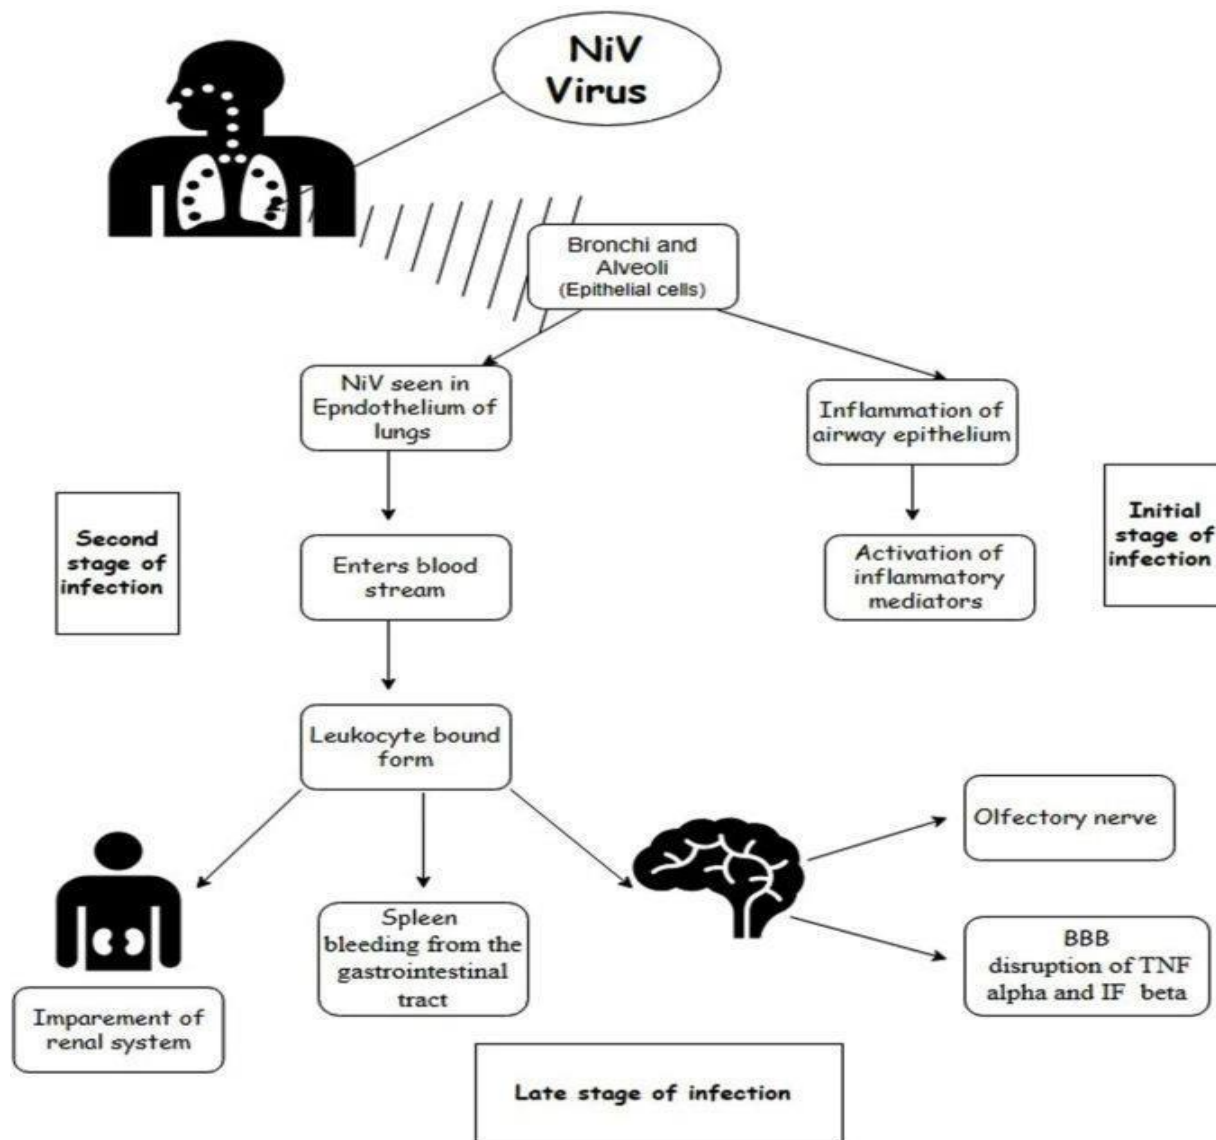 NiV
Virus
Bronchi and
Alveoli
(Epithelial cells)
NiV seen in
Epndothelium of
lungs
Inflammation of
airway epithelium
Second
stage of
infection
Enters blood
stream
Activation of
inflammatory
mediators
Initial
stage of
infection
Leukocyte bound
form
Olfectory nerve
Spleen
bleeding from the
gastrointestinal
tract
BBB
disruption of TNF
alpha and IF beta
Imparement of
renal system
Late stage of infection